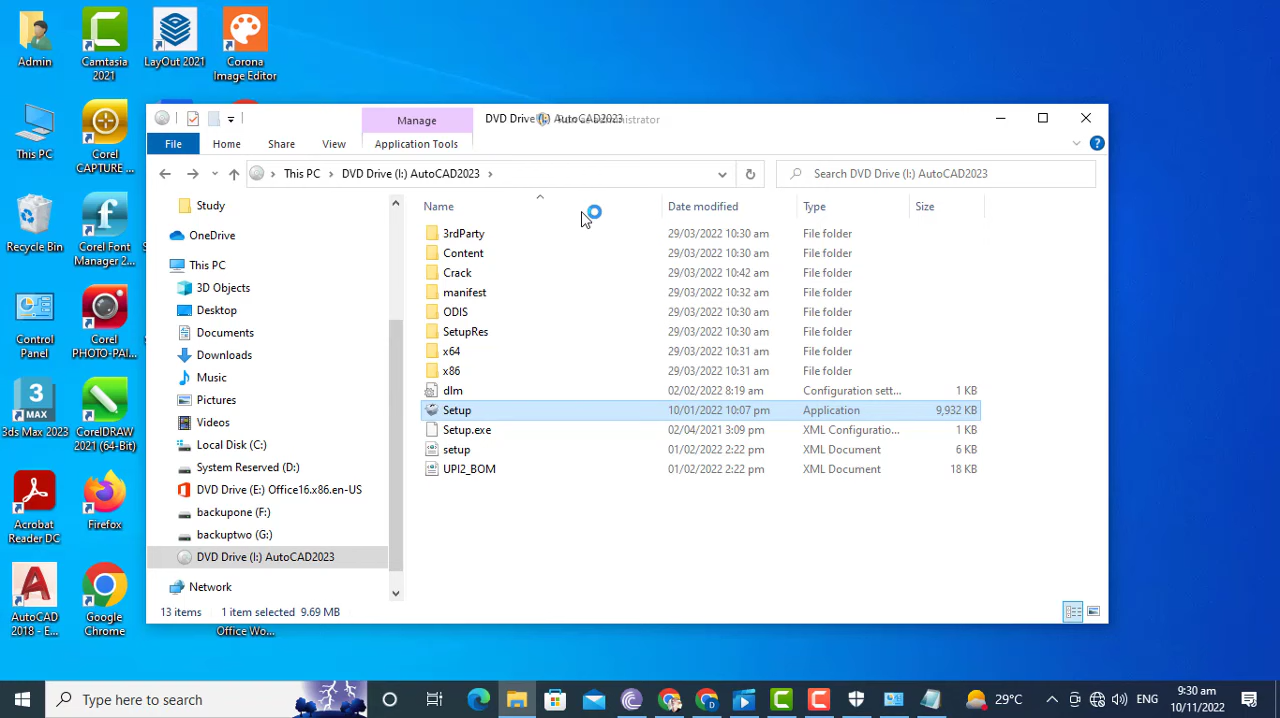 Admin
Camtasia
2021
LayOut 2021
Corona
Image Editor
This PC
Corel
CAPTURE ...
Recycle Bin
Corel Font
Manager 2...
Control
Panel
Corel
PHOTO-PAI...
3ds Max 2023
CorelDRAW
2021 (64-Bit)
Acrobat
Reader DC
Firefox
AutoCAD
2018 - E...
Google
Chrome
Office Wo...
Manage
DVD Drive (I:) AutoCAD2023
Run as administrator
File
Home
Share
View
Application Tools
This PC > DVD Drive (I:) AutoCAD2023 >
Search DVD Drive (I:) AutoCAD2023
Study
OneDrive
This PC
3D Objects
Desktop
Documents
Downloads
Music
Pictures
Videos
Local Disk (C:)
System Reserved (D:)
DVD Drive (E:) Office16.x86.en-US
backupone (F:)
backuptwo (G:)
DVD Drive (I:) AutoCAD2023
Network
Name Date modified Type Size
3rdParty 29/03/2022 10:30 am File folder
Content 29/03/2022 10:30 am File folder
Crack 29/03/2022 10:42 am File folder
manifest 29/03/2022 10:32 am File folder
ODIS 29/03/2022 10:30 am File folder
SetupRes 29/03/2022 10:30 am File folder
x64 29/03/2022 10:31 am File folder
x86 29/03/2022 10:31 am File folder
dlm 02/02/2022 8:19 am Configuration sett... 1 KB
Setup 10/01/2022 10:07 pm Application 9,932 KB
Setup.exe 02/04/2021 3:09 pm XML Configuratio... 1 KB
setup 01/02/2022 2:22 pm XML Document 6 KB
UPI2_BOM 01/02/2022 2:22 pm XML Document 18 KB
13 items 1 item selected 9.69 MB
Type here to search
29°C
ENG
9:30 am
10/11/2022